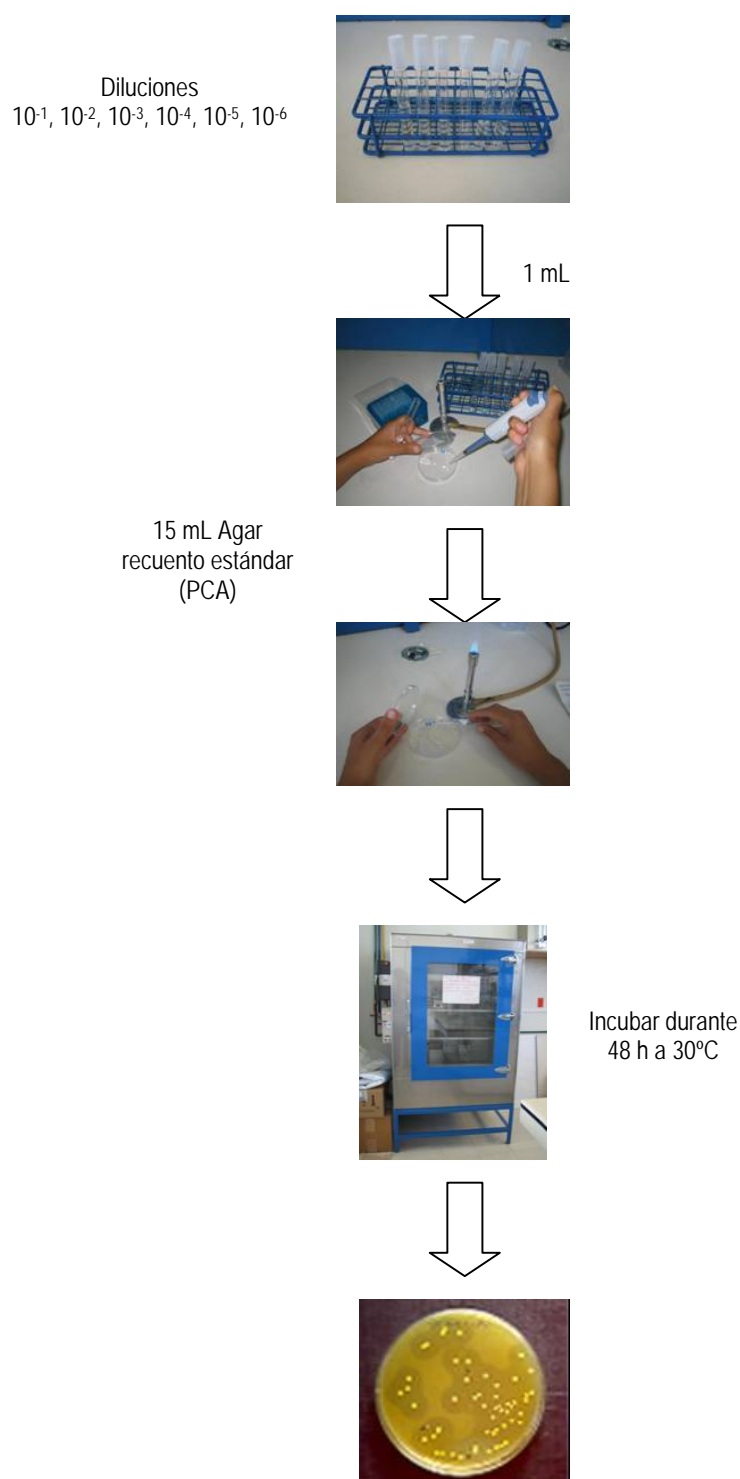 Diluciones
10⁻¹, 10⁻², 10⁻³, 10⁻⁴, 10⁻⁵, 10⁻⁶
1 mL
15 mL Agar
recuento estándar
(PCA)
Incubar durante
48 h a 30ºC